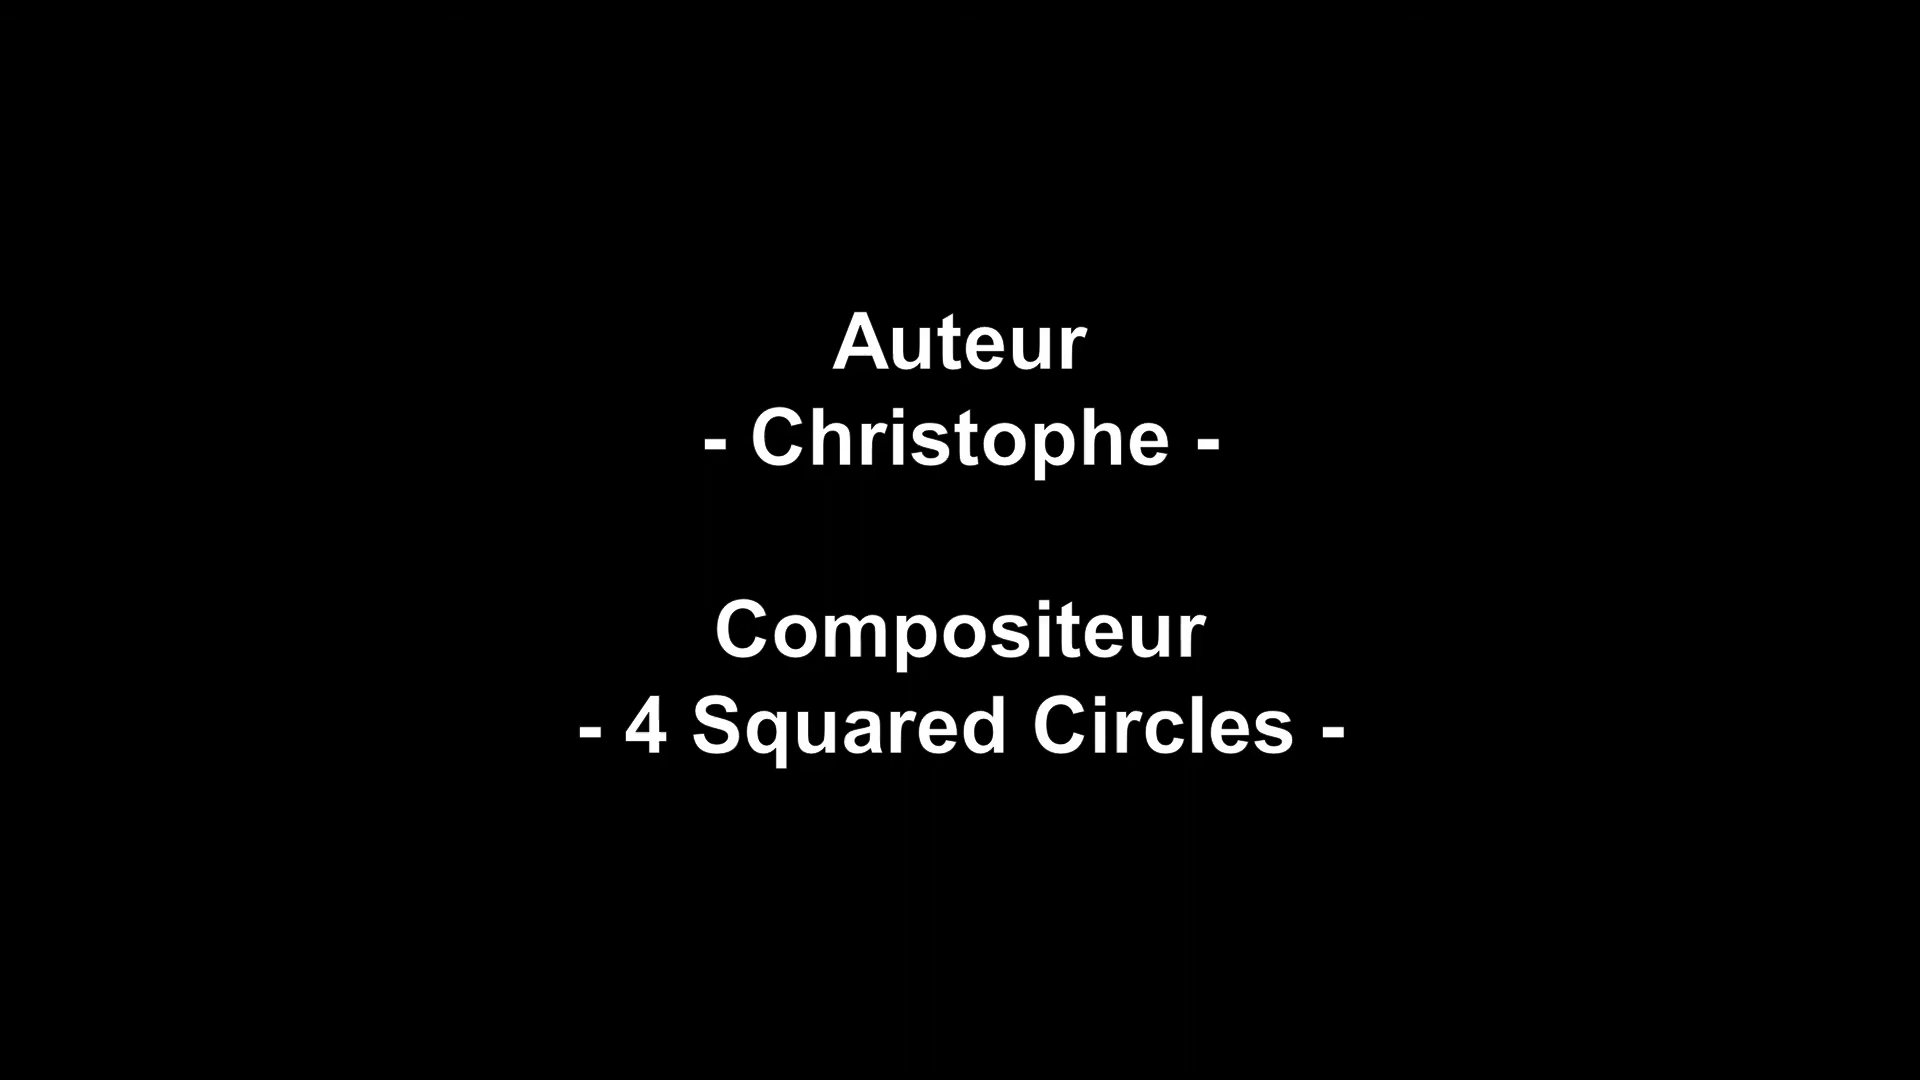 Auteur
- Christophe -
Compositeur
- 4 Squared Circles -